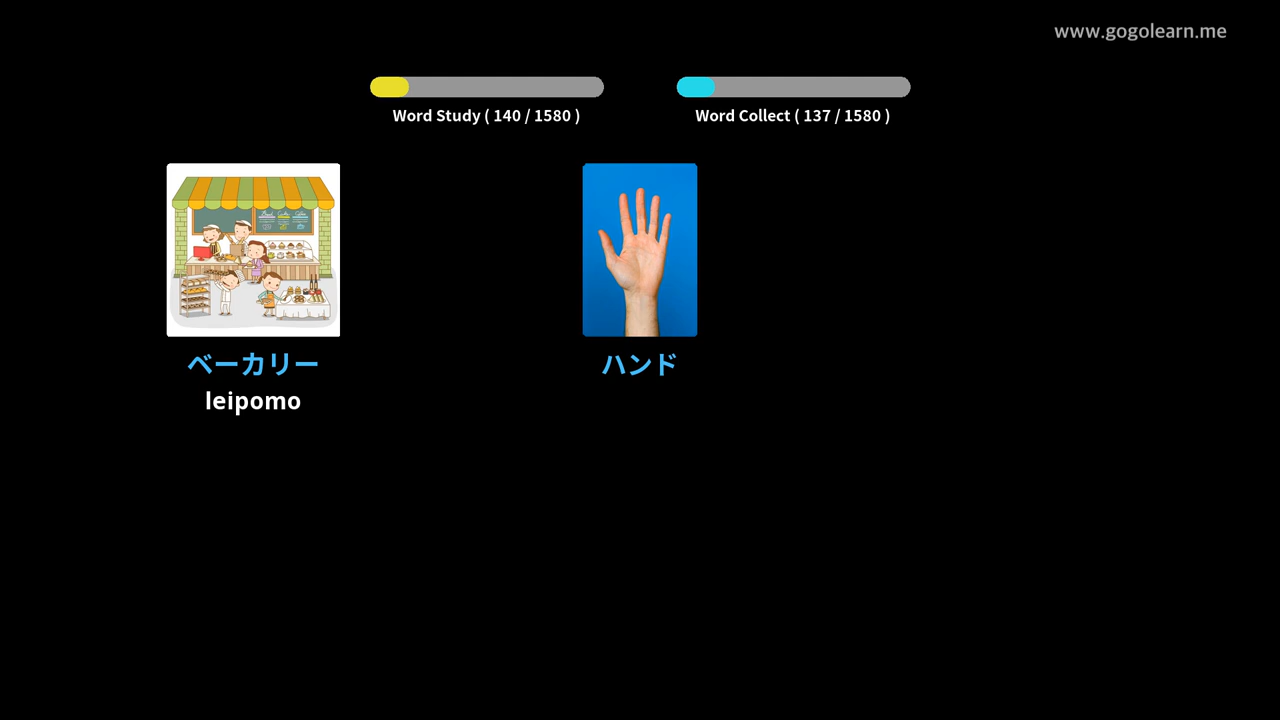 www.gogolearn.me
Word Study ( 140 / 1580 )
Word Collect ( 137 / 1580 )
ベーカリー
leipomo
ハンド